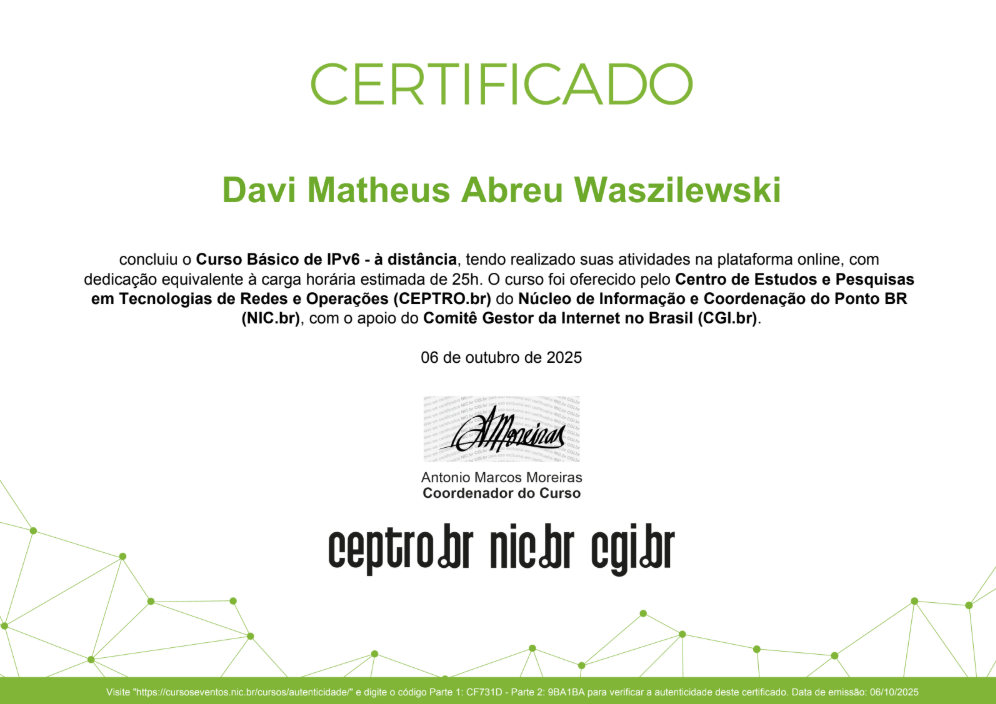 CERTIFICADO
Davi Matheus Abreu Waszilewski
concluiu o Curso Básico de IPv6 - à distância, tendo realizado suas atividades na plataforma online, com
dedicação equivalente à carga horária estimada de 25h. O curso foi oferecido pelo Centro de Estudos e Pesquisas
em Tecnologias de Redes e Operações (CEPTRO.br) do Núcleo de Informação e Coordenação do Ponto BR
(NIC.br), com o apoio do Comitê Gestor da Internet no Brasil (CGI.br).
06 de outubro de 2025
AMoreiras
Antonio Marcos Moreiras
Coordenador do Curso
ceptro.br nic.br cgi.br
Visite "https://cursoseventos.nic.br/cursos/autenticidade/" e digite o código Parte 1: CF731D - Parte 2: 9BA1BA para verificar a autenticidade deste certificado. Data de emissão: 06/10/2025